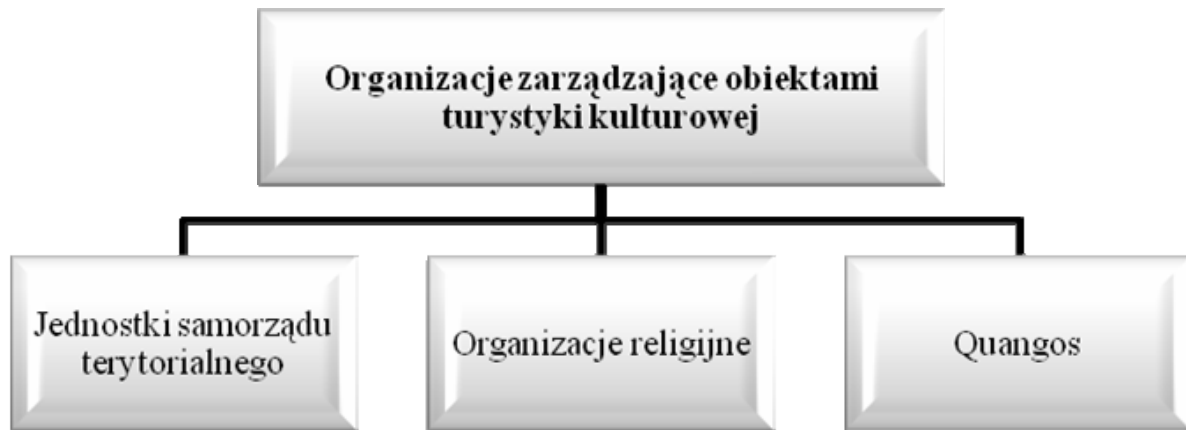 Organizacje zarządzające obiektami
turystyki kulturowej
Jednostki samorządu
terytorialnego
Organizacje religijne
Quangos